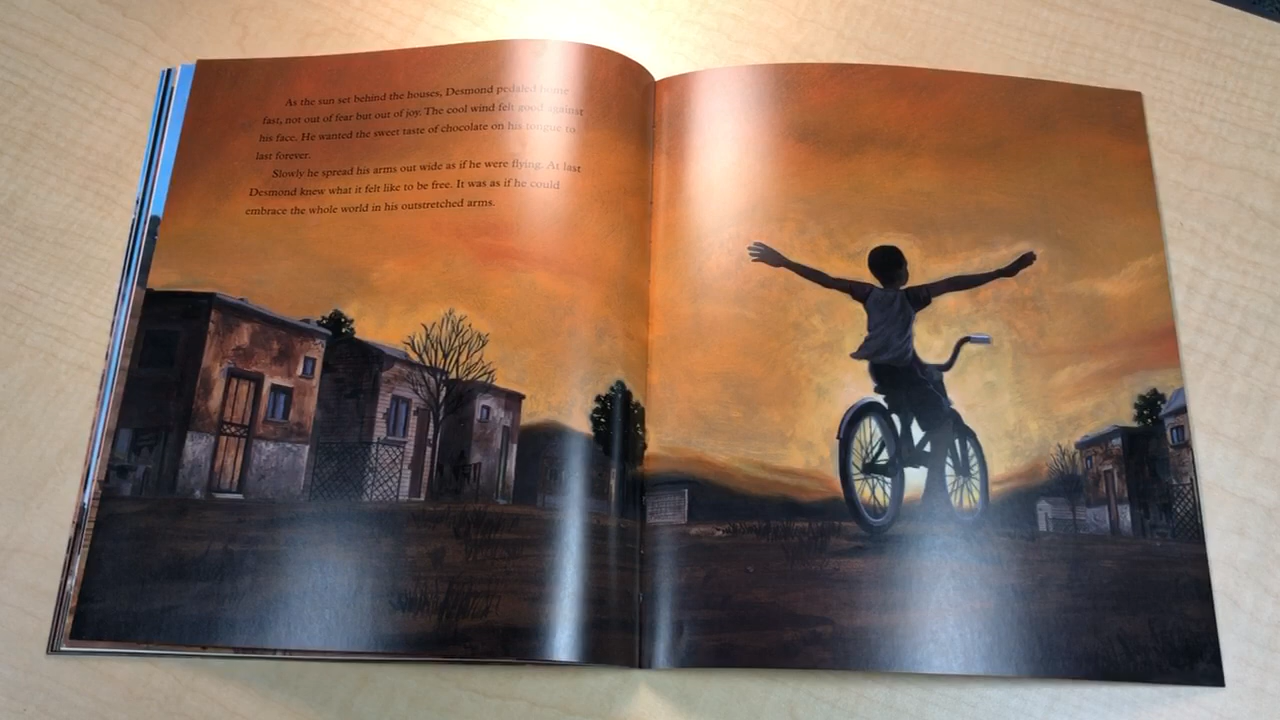 As the sun set behind the houses, Desmond pedaled home
fast, not out of fear but out of joy. The cool wind felt good against
his face. He wanted the sweet taste of chocolate on his tongue to
last forever.
Slowly he spread his arms out wide as if he were flying. At last
Desmond knew what it felt like to be free. It was as if he could
embrace the whole world in his outstretched arms.